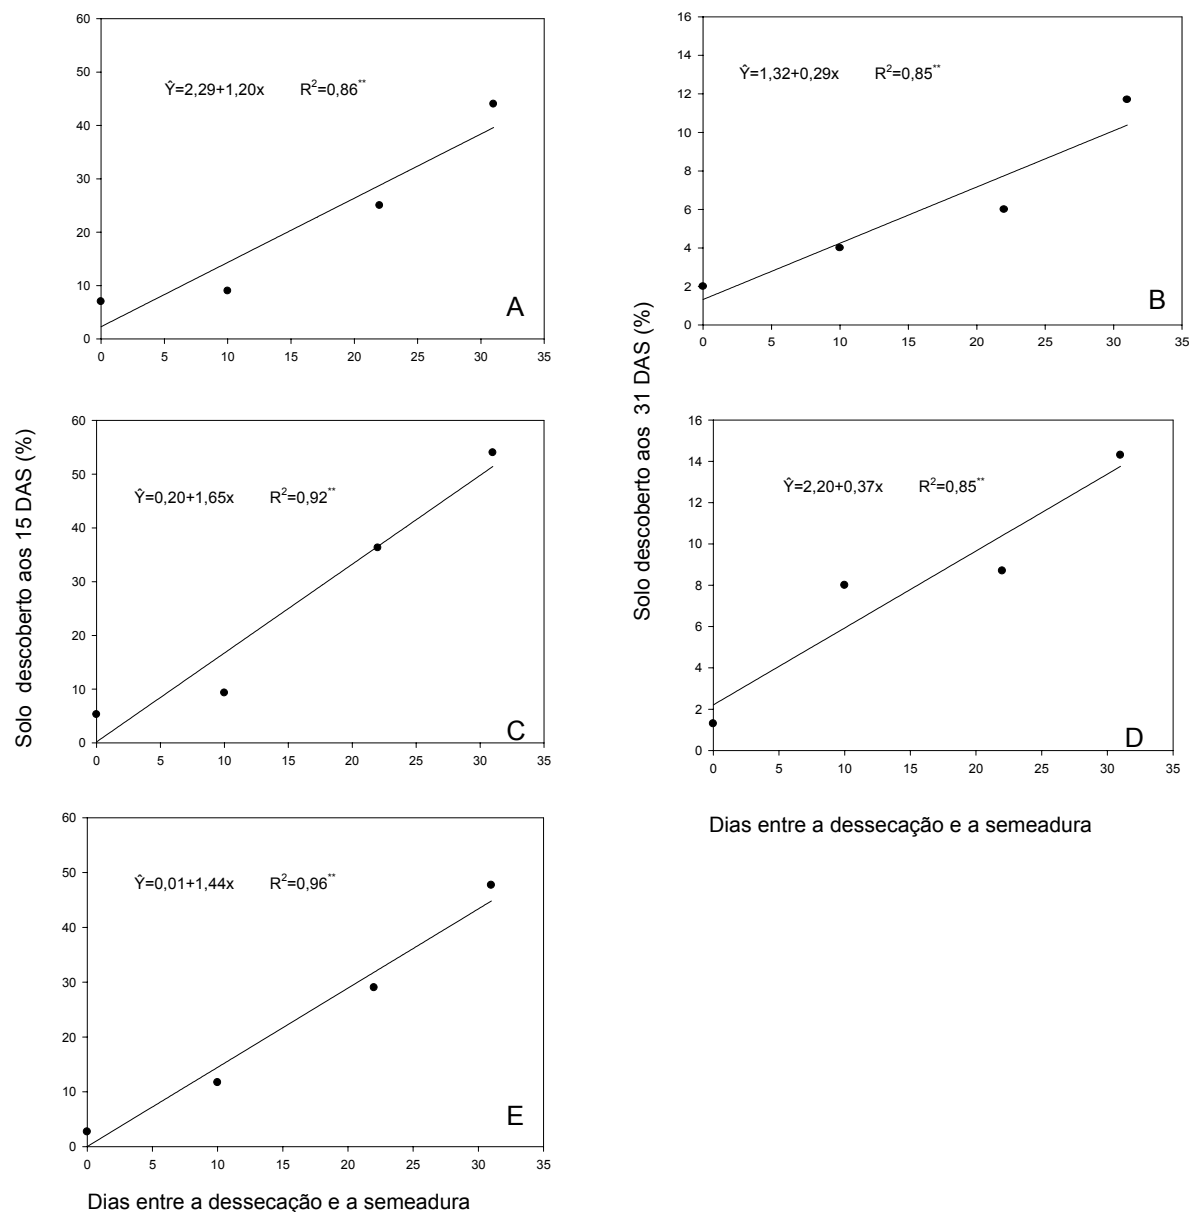 Solo descoberto aos 15 DAS (%)
60
50
40
30
20
10
0
Ŷ=2,29+1,20x R²=0,86**
A
0 5 10 15 20 25 30 35
Solo descoberto aos 31 DAS (%)
16
14
12
10
8
6
4
2
0
Ŷ=1,32+0,29x R²=0,85**
B
0 5 10 15 20 25 30 35
60
50
40
30
20
10
0
Ŷ=0,20+1,65x R²=0,92**
C
0 5 10 15 20 25 30 35
16
14
12
10
8
6
4
2
0
Ŷ=2,20+0,37x R²=0,85**
D
0 5 10 15 20 25 30 35
Dias entre a dessecação e a semeadura
60
50
40
30
20
10
0
Ŷ=0,01+1,44x R²=0,96**
E
0 5 10 15 20 25 30 35
Dias entre a dessecação e a semeadura